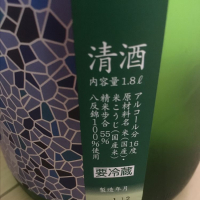 清酒
内容量 1.8ℓ
アルコール分 16度
原材料名 米(国産)・
米こうじ(国産米)
精米歩合 55%
八反錦100%使用
要冷蔵
製造年月